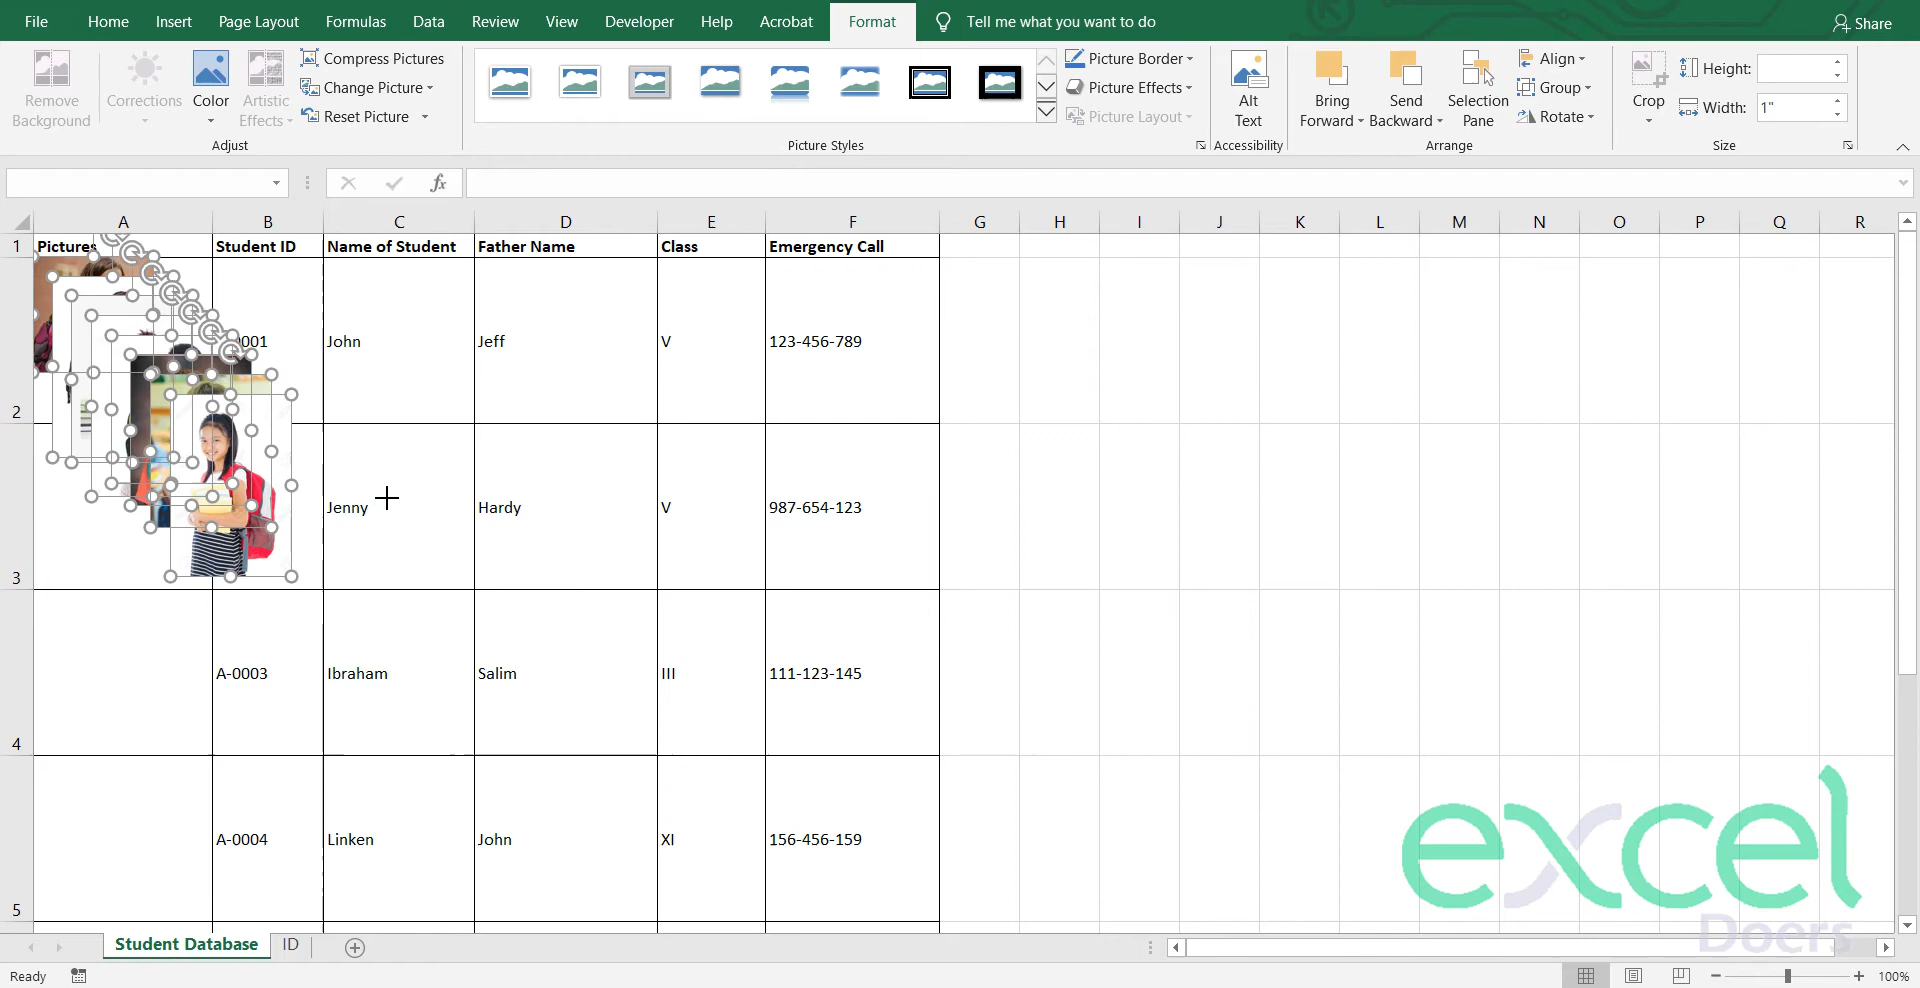 File Home Insert Page Layout Formulas Data Review View Developer Help Acrobat Format Tell me what you want to do Share
Remove Background
Corrections
Color
Artistic Effects
Compress Pictures
Change Picture
Reset Picture
Adjust
Picture Styles
Picture Border
Picture Effects
Picture Layout
Alt Text
Accessibility
Bring Forward
Send Backward
Selection Pane
Align
Group
Rotate
Arrange
Crop
Height:
Width: 1"
Size
fx
A B C D E F G H I J K L M N O P Q R
1 Pictures Student ID Name of Student Father Name Class Emergency Call
2 0001 John Jeff V 123-456-789
3 Jenny Hardy V 987-654-123
4 A-0003 Ibraham Salim III 111-123-145
5 A-0004 Linken John XI 156-456-159
excel
Doers
Student Database ID
Ready 100%